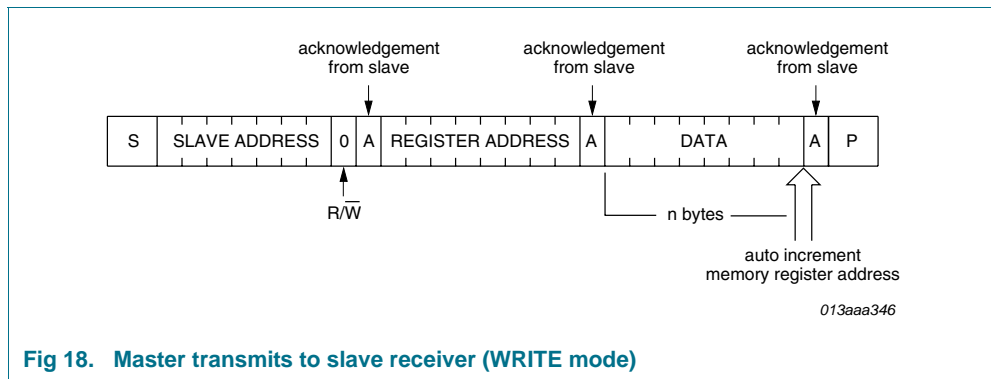 acknowledgement
from slave
acknowledgement
from slave
acknowledgement
from slave
S SLAVE ADDRESS 0 A REGISTER ADDRESS A DATA A P
R/W̅
n bytes
auto increment
memory register address
013aaa346
Fig 18. Master transmits to slave receiver (WRITE mode)